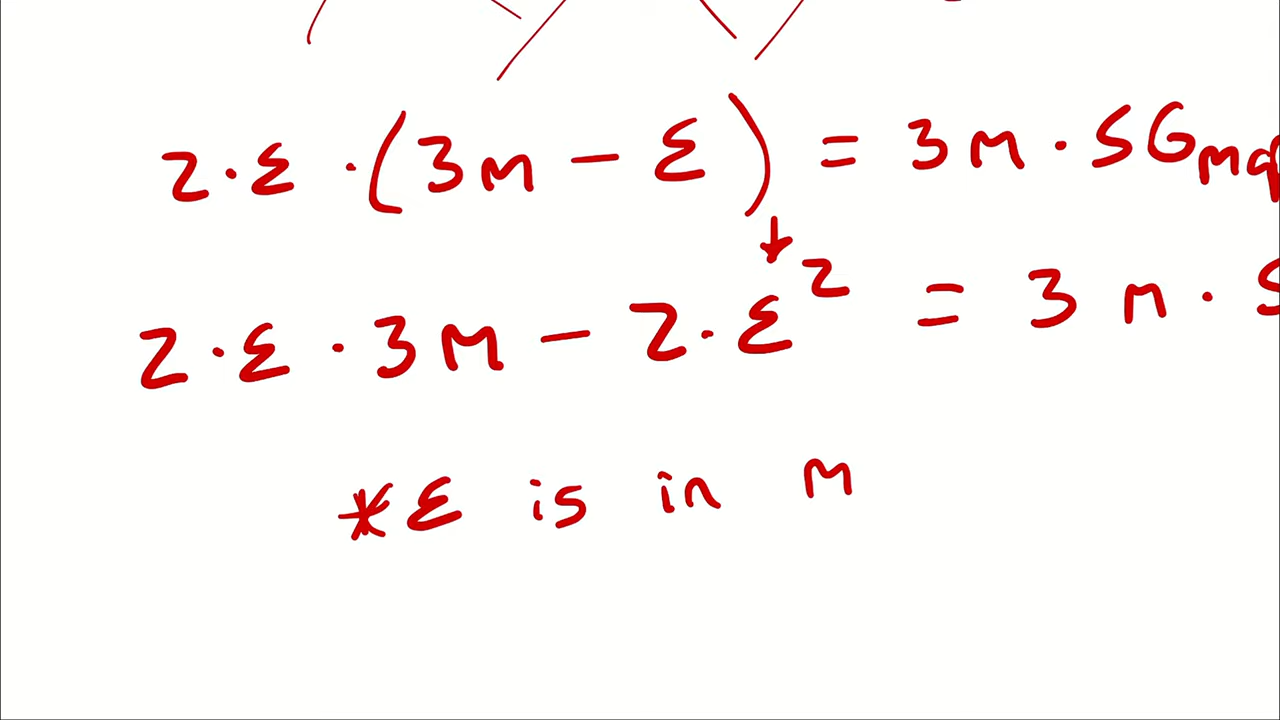 2·ε·(3m - ε) = 3m·SG
2·ε·3m - 2·ε² = 3m·S
*ε is in m